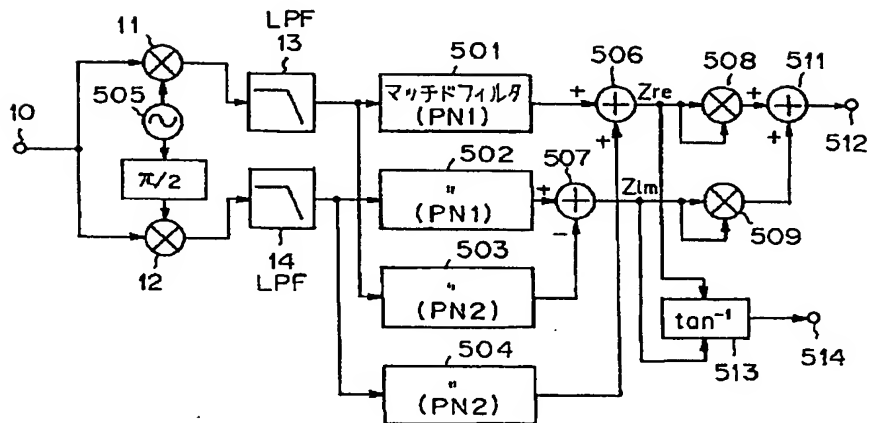 LPF
13
11
505
10
π/2
12
14
LPF
501
マッチドフィルタ
(PN1)
502
〃
(PN1)
503
〃
(PN2)
504
〃
(PN2)
506
+
+
Zre
507
+
-
ZIm
508
+
511
+
512
509
tan⁻¹
513
514